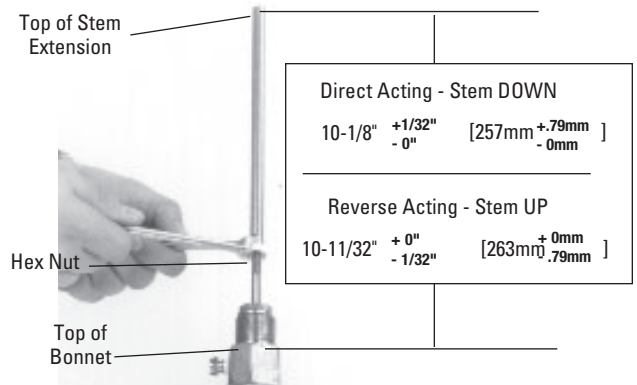 Top of Stem
Extension
Direct Acting - Stem DOWN
10-1/8" +1/32" - 0" [257mm +.79mm - 0mm ]
Reverse Acting - Stem UP
10-11/32" + 0" - 1/32" [263mm + 0mm - .79mm ]
Hex Nut
Top of
Bonnet